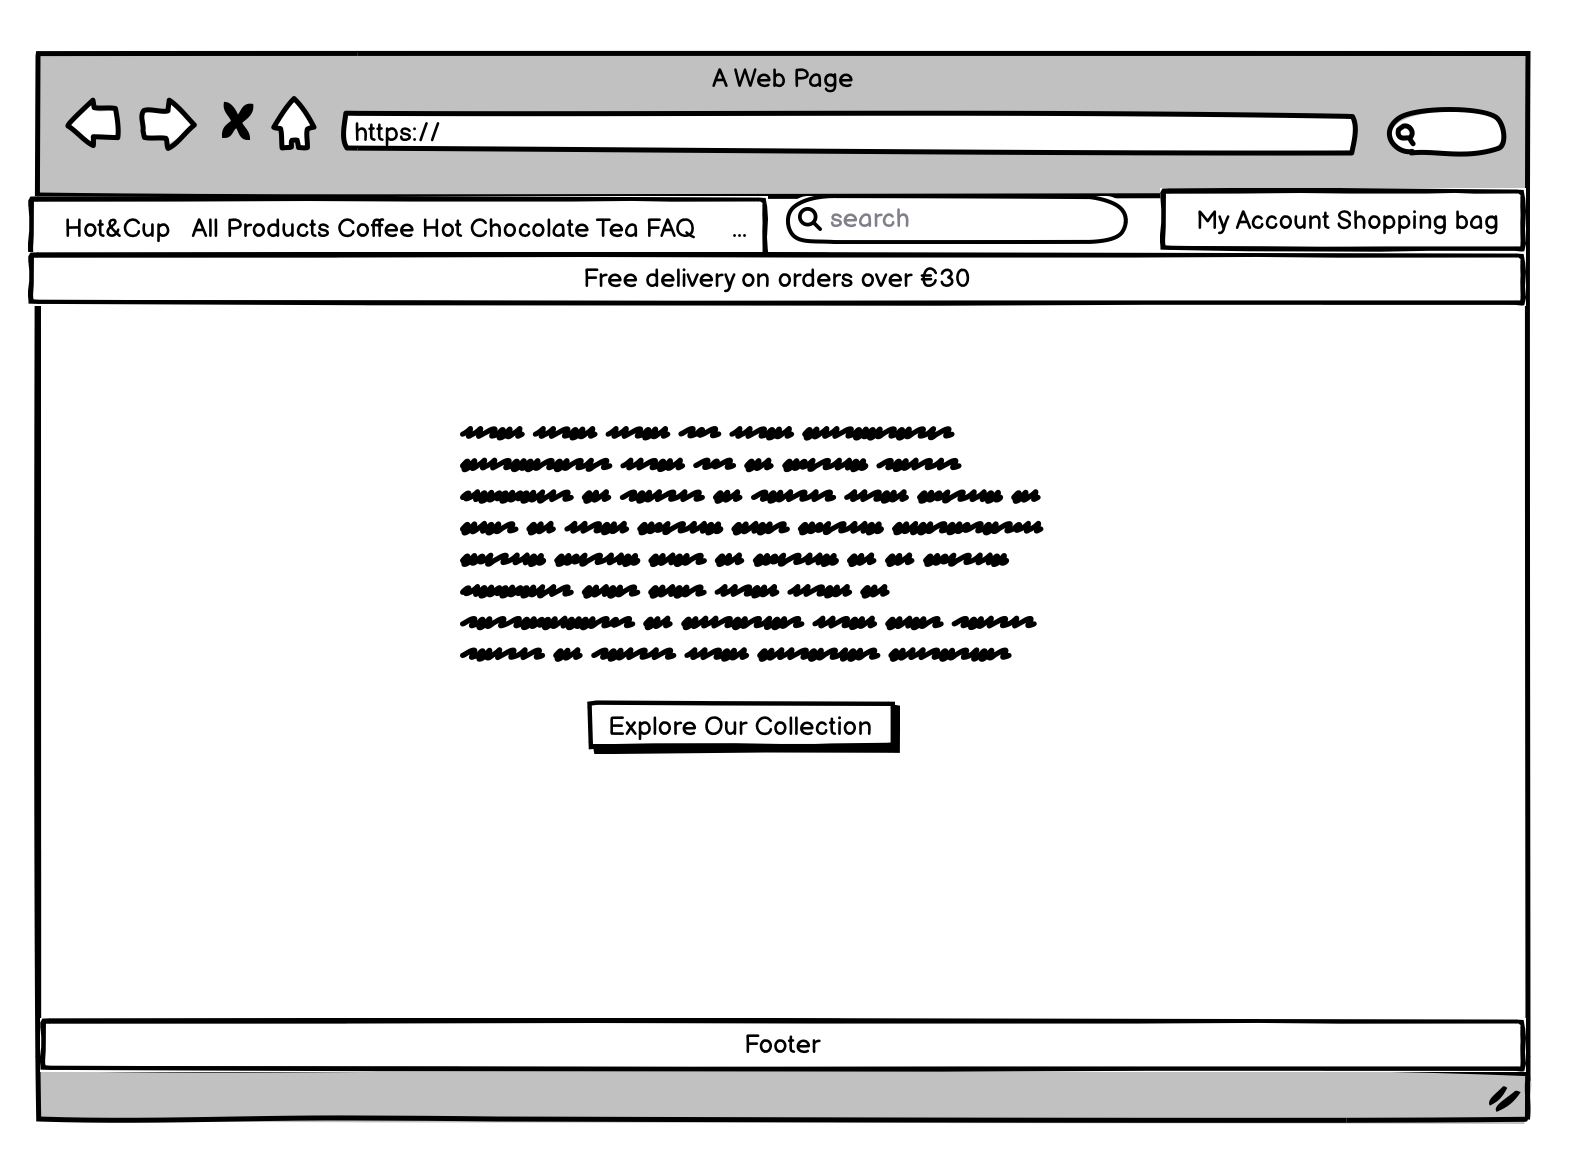 A Web Page
https://
Hot&Cup All Products Coffee Hot Chocolate Tea FAQ ...
search
My Account Shopping bag
Free delivery on orders over €30
Explore Our Collection
Footer